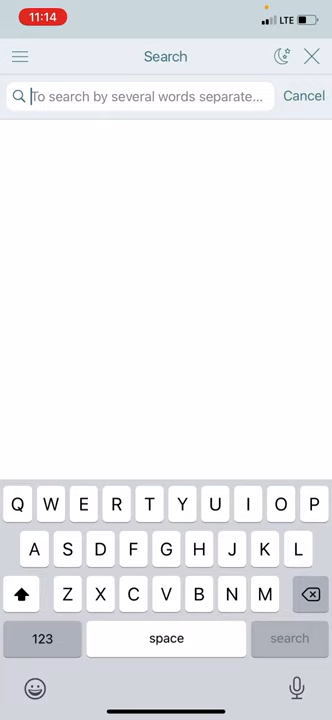 11:14
LTE
Search
To search by several words separate...
Cancel
Q W E R T Y U I O P
A S D F G H J K L
Z X C V B N M
123 space search